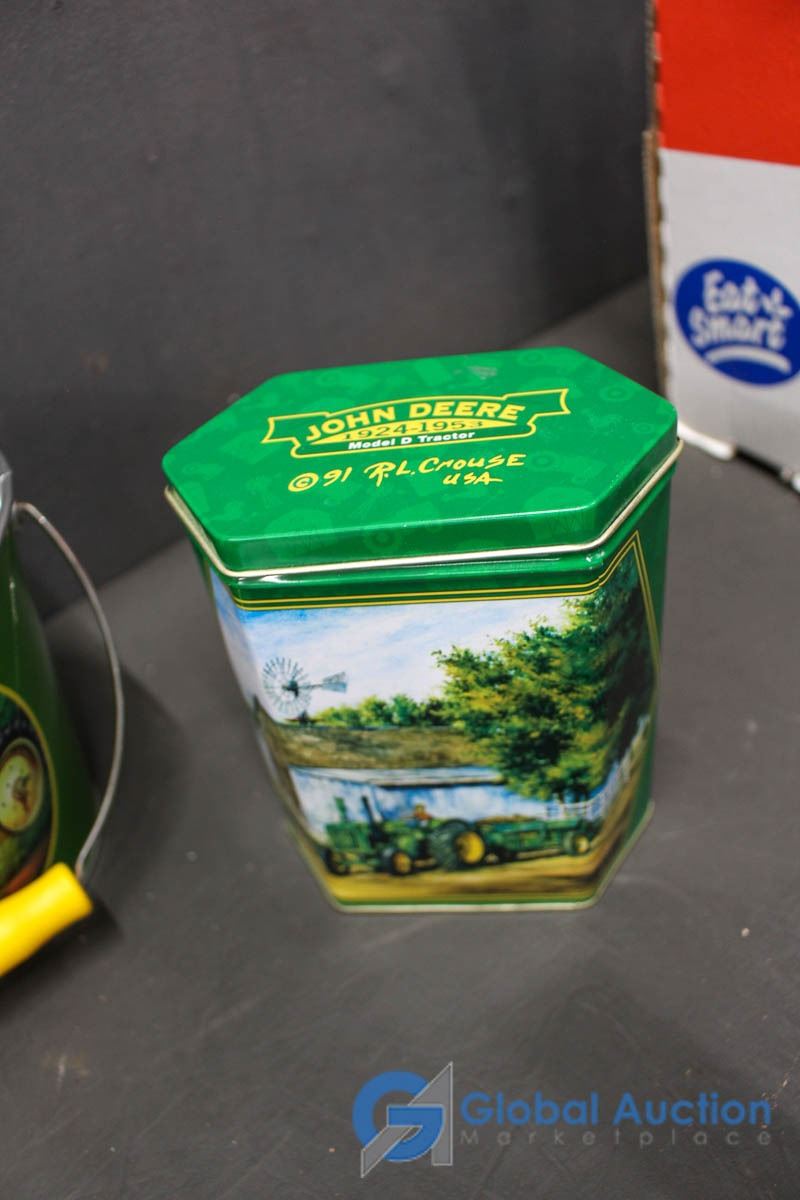 JOHN DEERE
1924-1953
Model D Tractor
©91 R.L. Crouse
USA
Eat
Smart
Global Auction
Marketplace